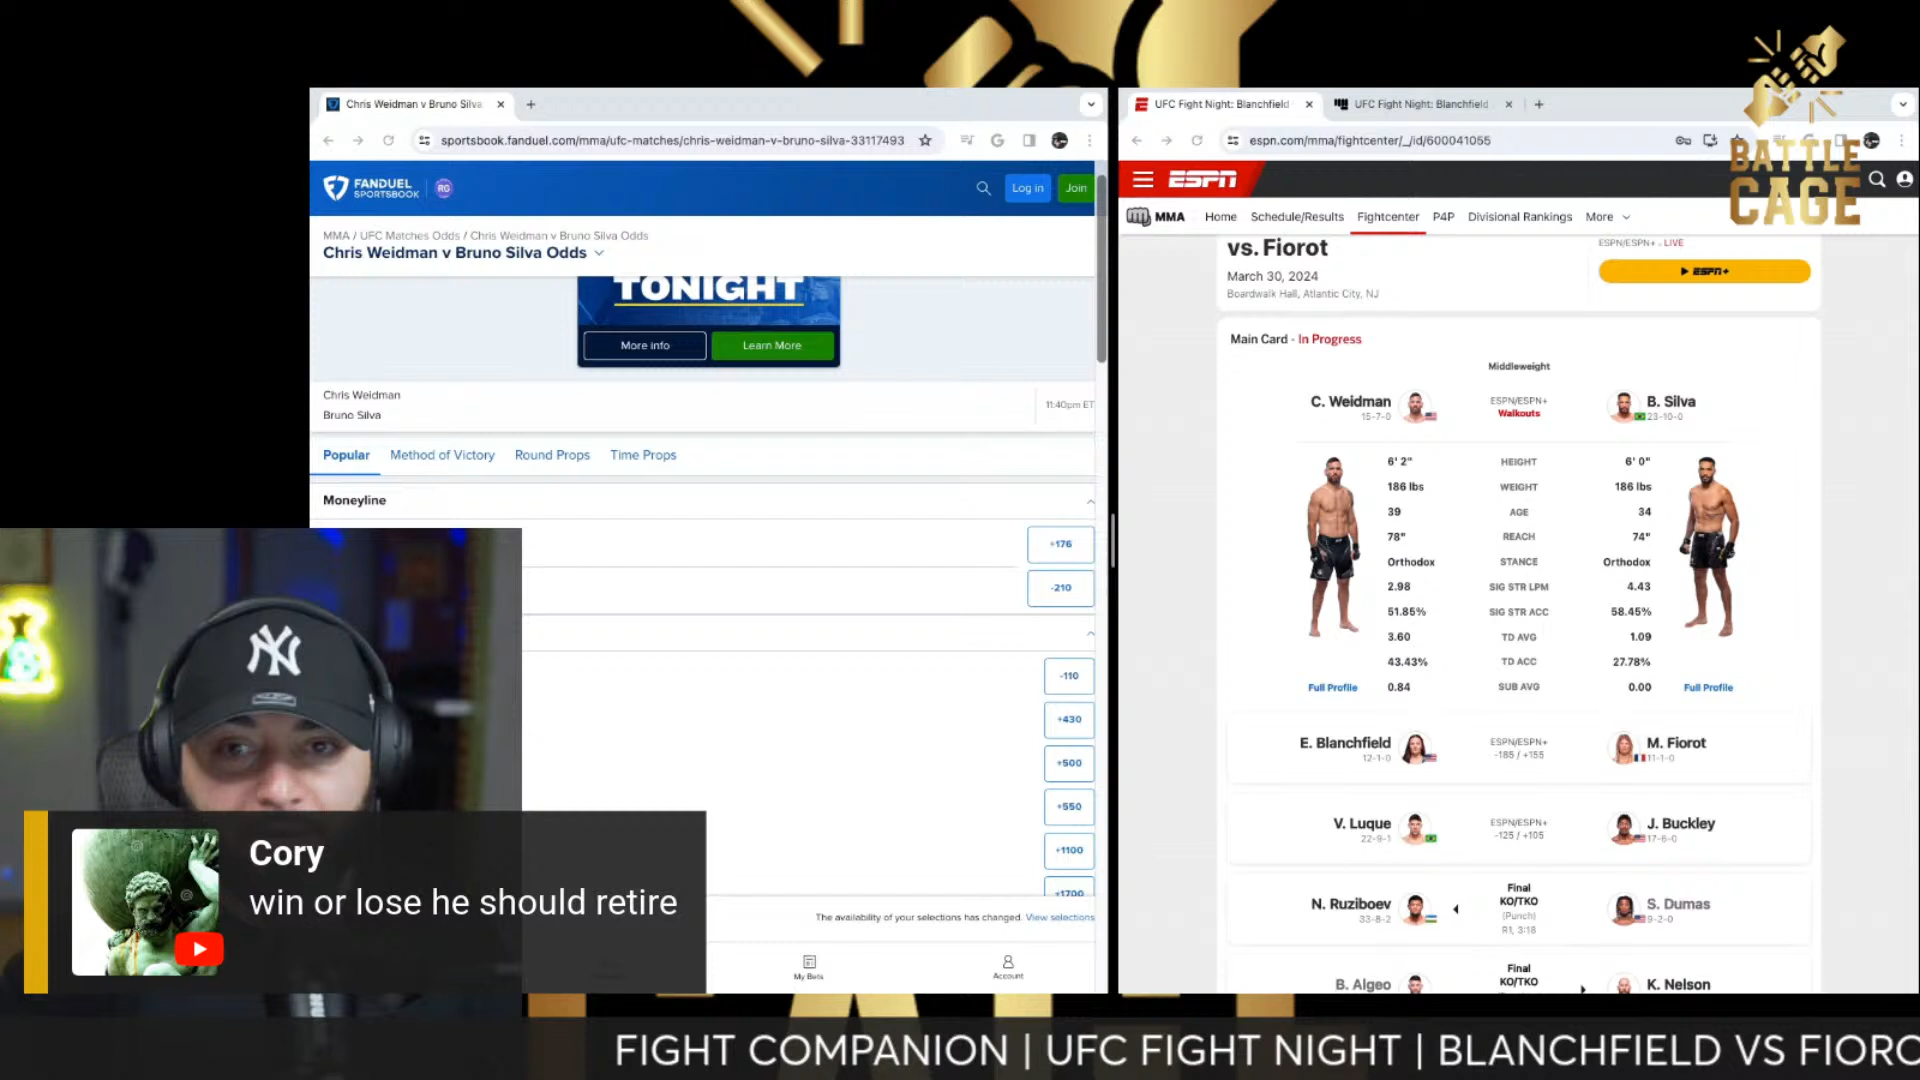 Chris Weidman v Bruno Silva
sportsbook.fanduel.com/mma/ufc-matches/chris-weidman-v-bruno-silva-33117493
FANDUEL
SPORTSBOOK
RG
Log in
Join
MMA / UFC Matches Odds / Chris Weidman v Bruno Silva Odds
Chris Weidman v Bruno Silva Odds
TONIGHT
More info
Learn More
Chris Weidman
Bruno Silva
11:40pm ET
Popular
Method of Victory
Round Props
Time Props
Moneyline
+176
-210
-110
+430
+500
+550
+1100
+1700
The availability of your selections has changed. View selections
My Bets
Account
UFC Fight Night: Blanchfield
UFC Fight Night: Blanchfield
espn.com/mma/fightcenter/_/id/600041055
BATTLE
CAGE
ESPN
MMA
Home
Schedule/Results
Fightcenter
P4P
Divisional Rankings
More
vs. Fiorot
ESPN/ESPN+ - LIVE
March 30, 2024
Boardwalk Hall, Atlantic City, NJ
ESPN+
Main Card - In Progress
Middleweight
C. Weidman
15-7-0
ESPN/ESPN+
Walkouts
B. Silva
23-10-0
6' 2" HEIGHT 6' 0"
186 lbs WEIGHT 186 lbs
39 AGE 34
78" REACH 74"
Orthodox STANCE Orthodox
2.98 SIG STR LPM 4.43
51.85% SIG STR ACC 58.45%
3.60 TD AVG 1.09
43.43% TD ACC 27.78%
Full Profile 0.84 SUB AVG 0.00 Full Profile
E. Blanchfield
12-1-0
ESPN/ESPN+
-185 / +155
M. Fiorot
11-1-0
V. Luque
22-9-1
ESPN/ESPN+
-125 / +105
J. Buckley
17-6-0
N. Ruziboev
33-8-2
Final
KO/TKO
(Punch)
R1, 3:18
S. Dumas
9-2-0
B. Algeo
Final
KO/TKO
K. Nelson
NY
Cory
win or lose he should retire
FIGHT COMPANION | UFC FIGHT NIGHT | BLANCHFIELD VS FIORO